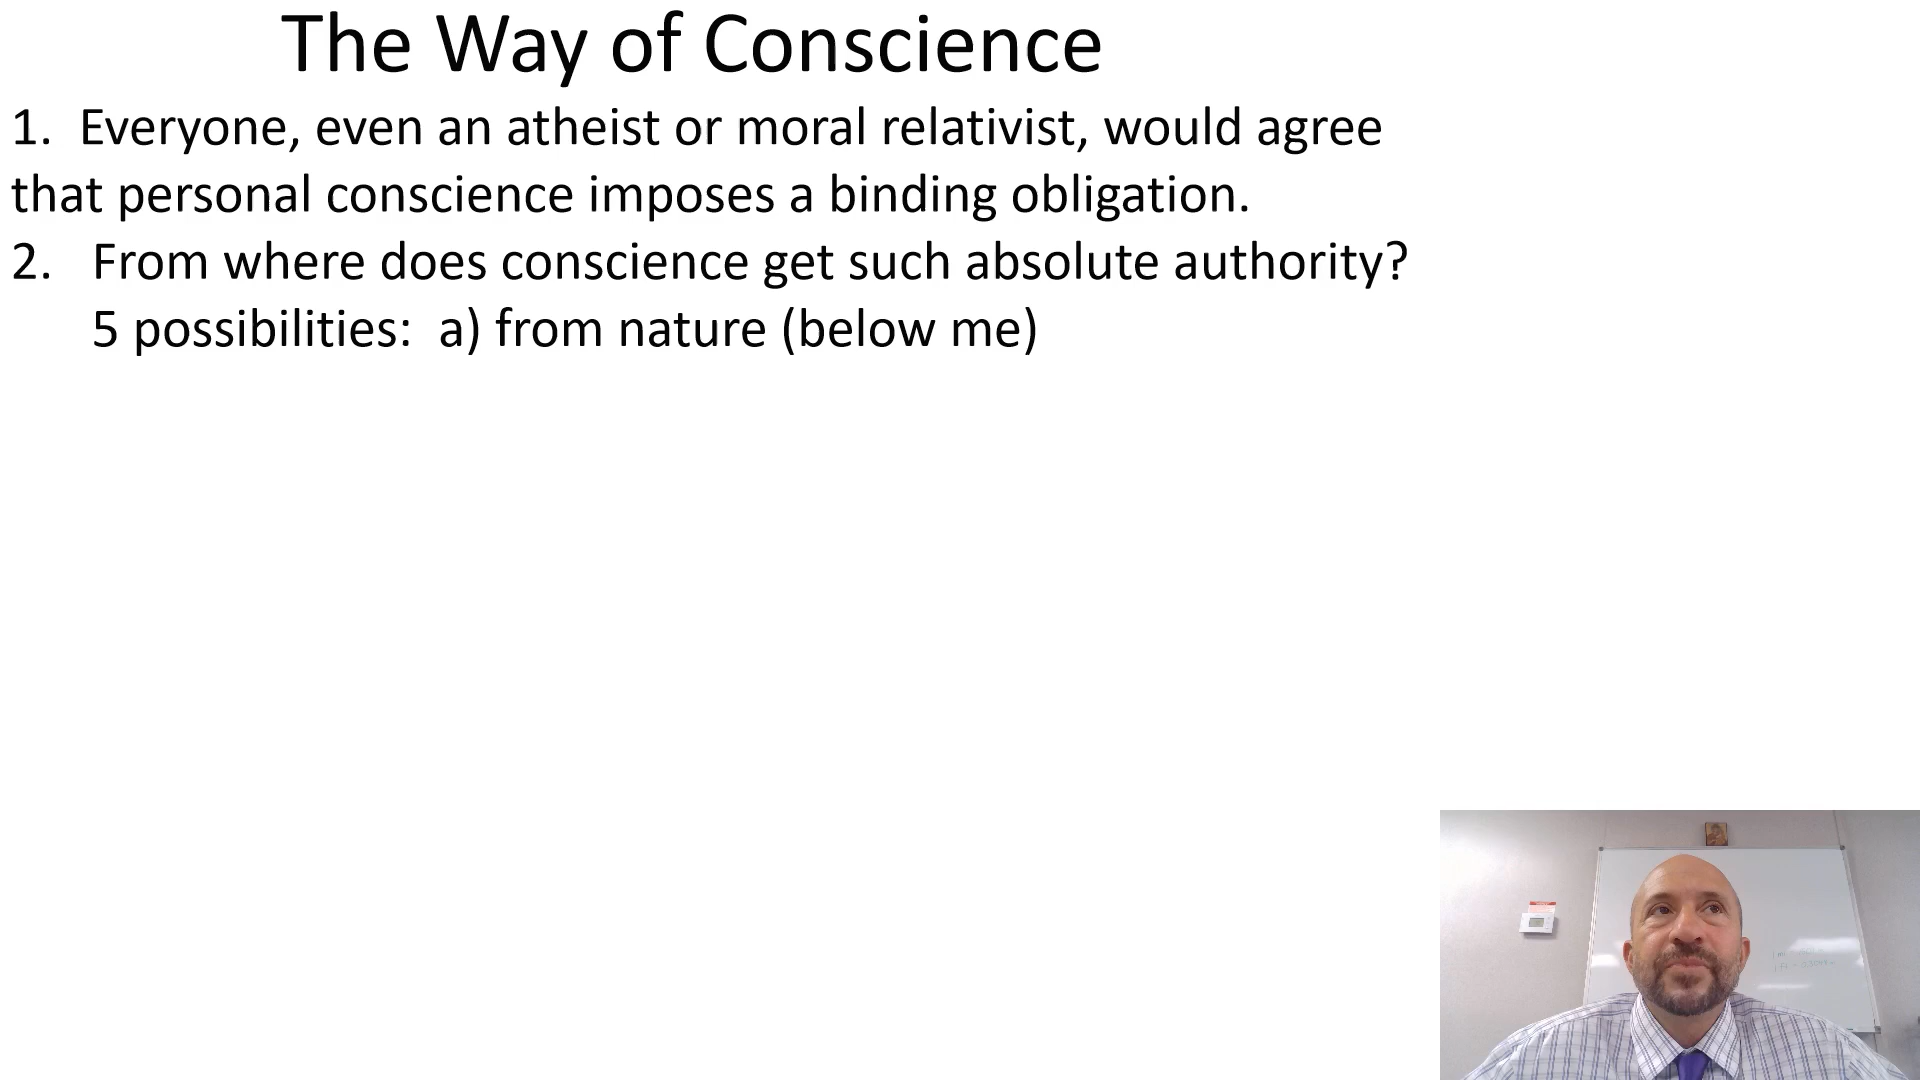 The Way of Conscience
1. Everyone, even an atheist or moral relativist, would agree
that personal conscience imposes a binding obligation.
2. From where does conscience get such absolute authority?
5 possibilities: a) from nature (below me)